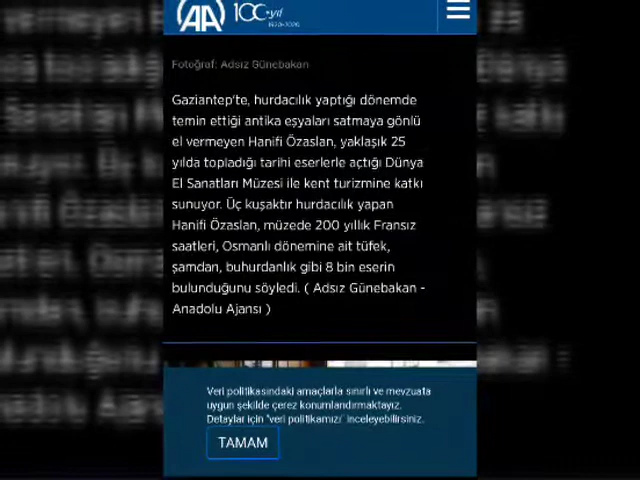 AA 100.yıl
1920-2020
Fotoğraf: Adsız Günebakan
Gaziantep'te, hurdacılık yaptığı dönemde
temin ettiği antika eşyaları satmaya gönlü
el vermeyen Hanifi Özaslan, yaklaşık 25
yılda topladığı tarihi eserlerle açtığı Dünya
El Sanatları Müzesi ile kent turizmine katkı
sunuyor. Üç kuşaktır hurdacılık yapan
Hanifi Özaslan, müzede 200 yıllık Fransız
saatleri, Osmanlı dönemine ait tüfek,
şamdan, buhurdanlık gibi 8 bin eserin
bulunduğunu söyledi. ( Adsız Günebakan -
Anadolu Ajansı )
Veri politikasındaki amaçlarla sınırlı ve mevzuata
uygun şekilde çerez konumlandırmaktayız.
Detaylar için "veri politikamızı" inceleyebilirsiniz.
TAMAM